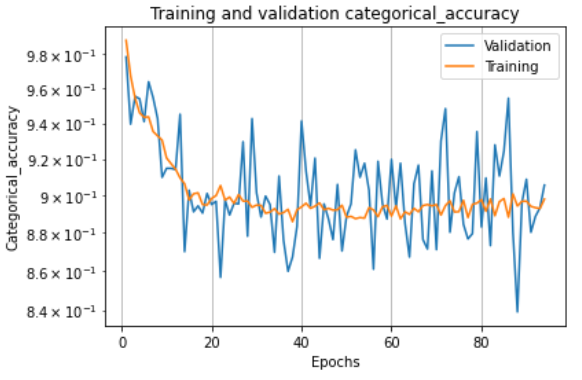 Training and validation categorical_accuracy
Validation
Training
9.8 × 10⁻¹
9.6 × 10⁻¹
9.4 × 10⁻¹
9.2 × 10⁻¹
9 × 10⁻¹
8.8 × 10⁻¹
8.6 × 10⁻¹
8.4 × 10⁻¹
Categorical_accuracy
0 20 40 60 80
Epochs